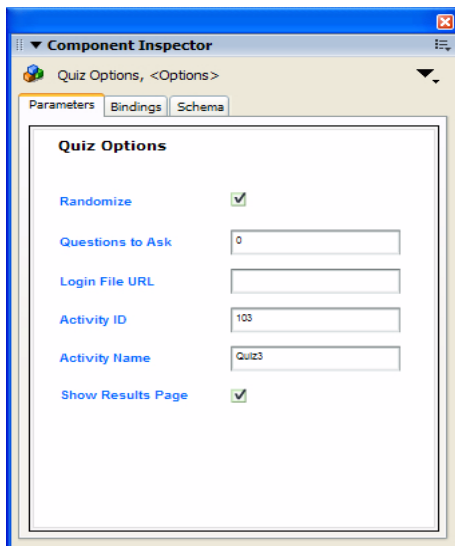 Component Inspector
Quiz Options, <Options>
Parameters Bindings Schema
Quiz Options
Randomize
Questions to Ask 0
Login File URL
Activity ID 103
Activity Name Quiz3
Show Results Page